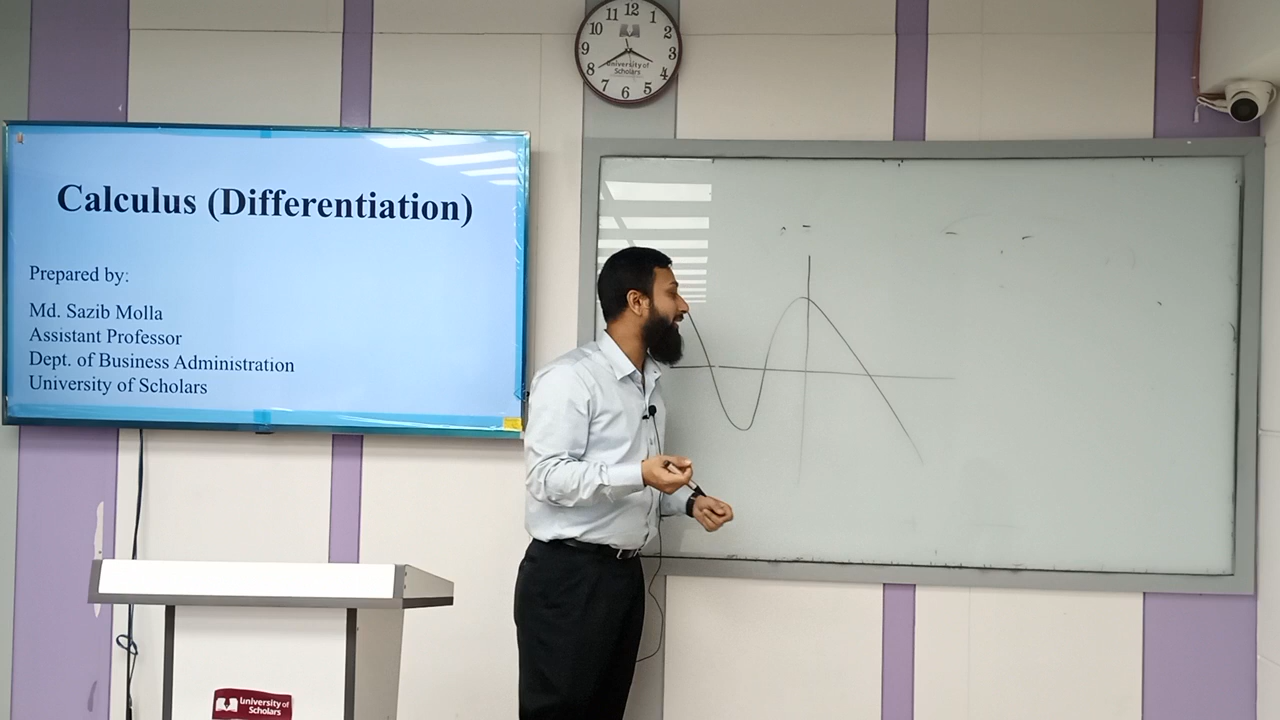 Calculus (Differentiation)
Prepared by:
Md. Sazib Molla
Assistant Professor
Dept. of Business Administration
University of Scholars
12
1
2
3
4
5
6
7
8
9
10
11
University of
Scholars
University of
Scholars